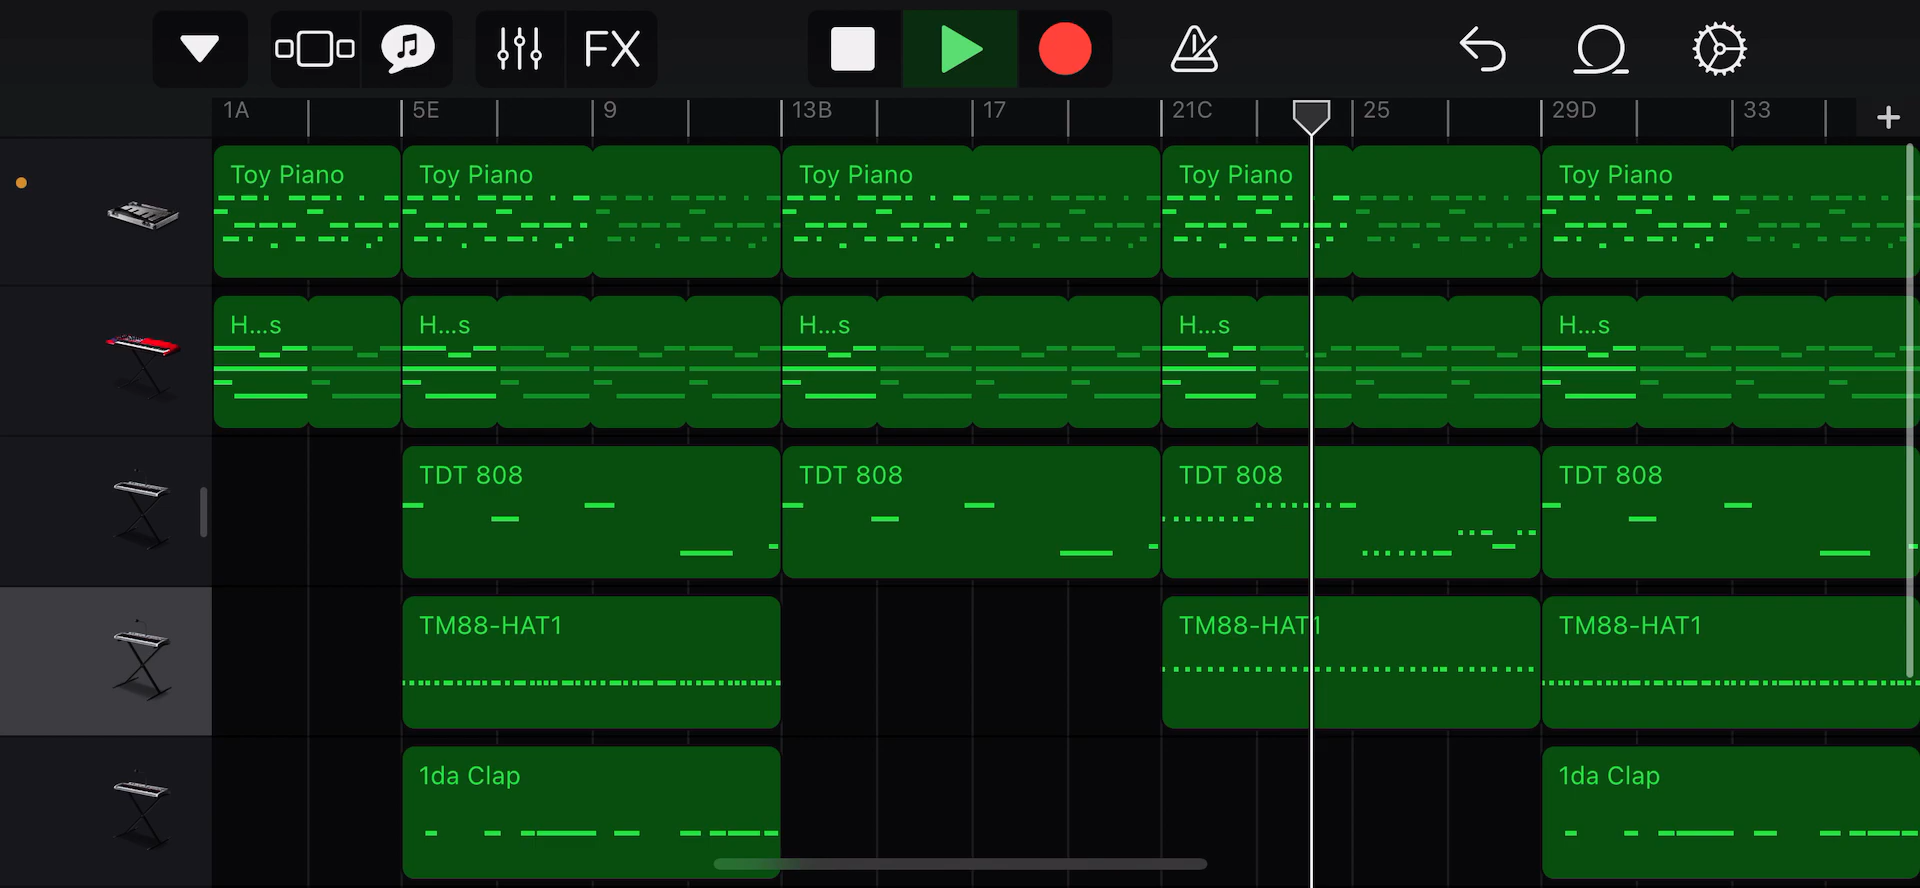 FX
1A 5E 9 13B 17 21C 25 29D 33
Toy Piano Toy Piano Toy Piano Toy Piano Toy Piano
H...s H...s H...s H...s H...s
TDT 808 TDT 808 TDT 808 TDT 808
TM88-HAT1 TM88-HAT1 TM88-HAT1
1da Clap 1da Clap